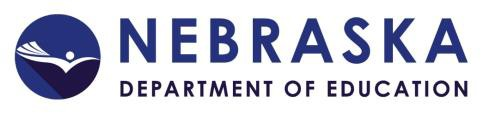 NEBRASKA
DEPARTMENT OF EDUCATION